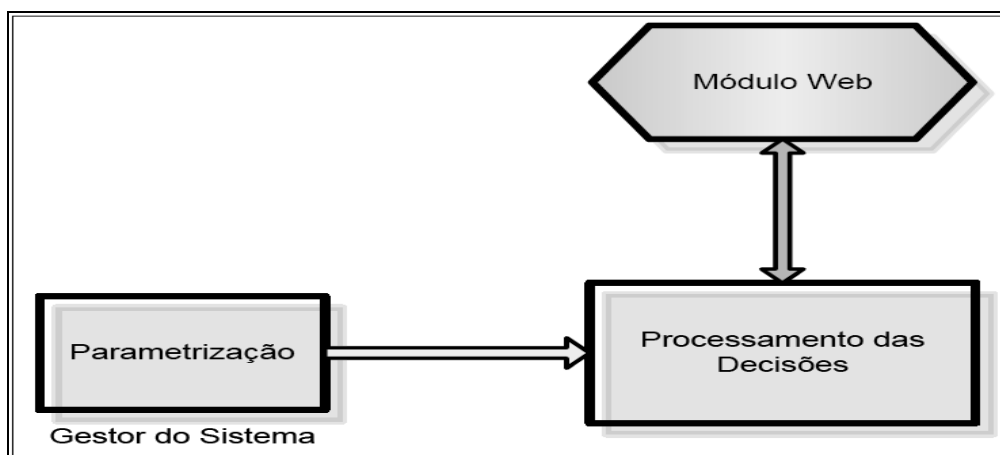 Módulo Web
Parametrização
Processamento das
Decisões
Gestor do Sistema